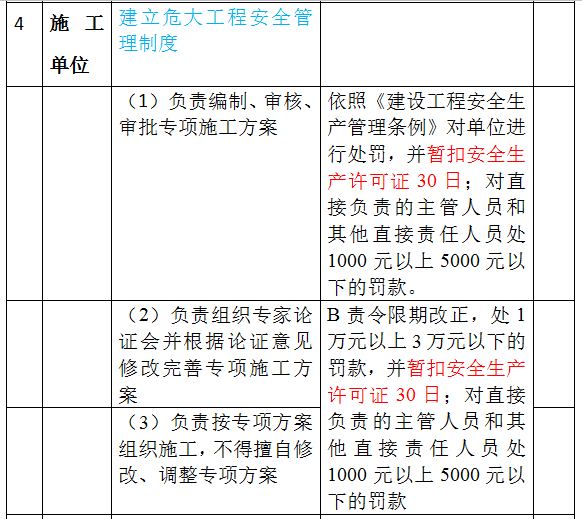 4
施工
单位
建立危大工程安全管
理制度
（1）负责编制、审核、
审批专项施工方案
依照《建设工程安全生
产管理条例》对单位进
行处罚，并暂扣安全生
产许可证 30 日；对直
接负责的主管人员和
其他直接责任人员处
1000 元以上 5000 元以
下的罚款。
（2）负责组织专家论
证会并根据论证意见
修改完善专项施工方
案
（3）负责按专项方案
组织施工，不得擅自修
改、调整专项方案
B 责令限期改正，处 1
万元以上 3 万元以下的
罚款，并暂扣安全生产
许可证 30 日；对直接
负责的主管人员和其
他直接责任人员处
1000 元以上 5000 元以
下的罚款